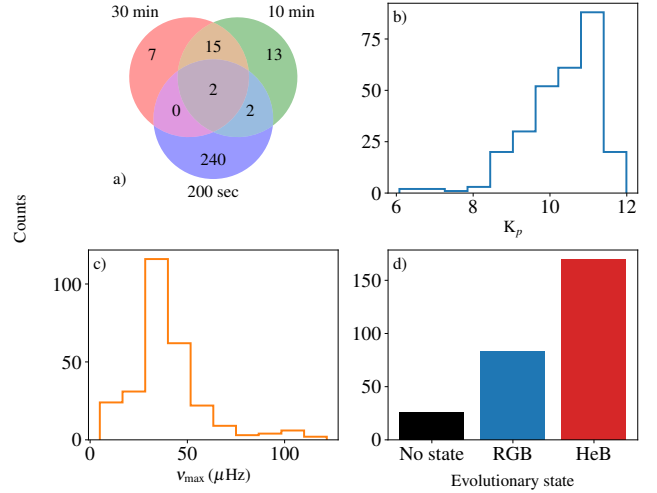 30 min 10 min
7 15 13
2
0 2
240
a)
200 sec
b)
75
50
25
0
6 8 10 12
K_p
Counts
c)
100
50
0
0 50 100
ν_max (μHz)
d)
150
100
50
0
No state RGB HeB
Evolutionary state